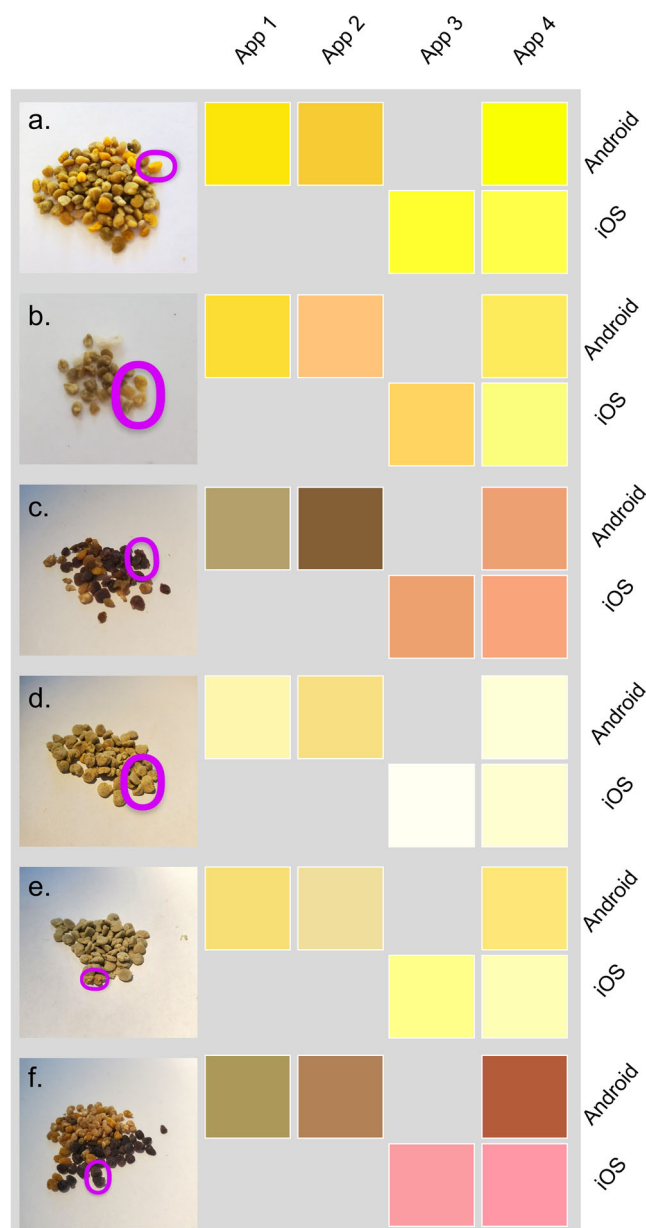 App 1 App 2 App 3 App 4
a.
Android
iOS
b.
Android
iOS
c.
Android
iOS
d.
Android
iOS
e.
Android
iOS
f.
Android
iOS